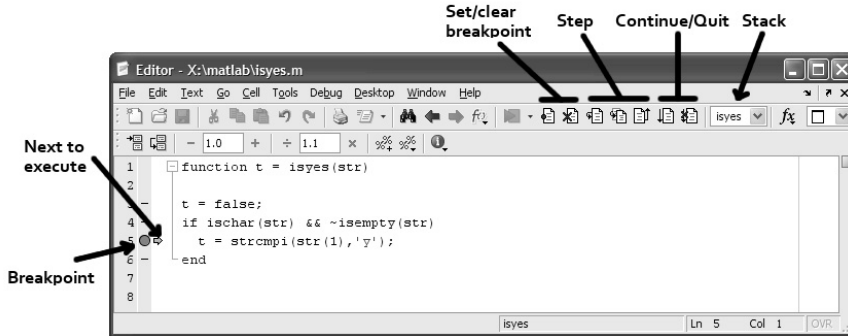 Set/clear
breakpoint
Step
Continue/Quit
Stack
Editor - X:\matlab\isyes.m
File Edit Text Go Cell Tools Debug Desktop Window Help
isyes
fx
- 1.0 + ÷ 1.1 ×
Next to
execute
1 function t = isyes(str)
2
3 t = false;
4 if ischar(str) && ~isempty(str)
5 t = strcmpi(str(1),'y');
6 end
7
8
Breakpoint
isyes Ln 5 Col 1 OVR